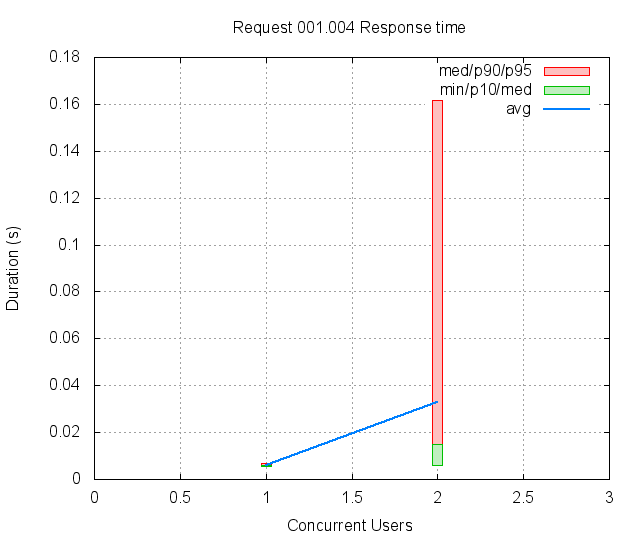 Request 001.004 Response time
med/p90/p95
min/p10/med
avg
0.18
0.16
0.14
0.12
0.1
0.08
0.06
0.04
0.02
0
Duration (s)
0 0.5 1 1.5 2 2.5 3
Concurrent Users